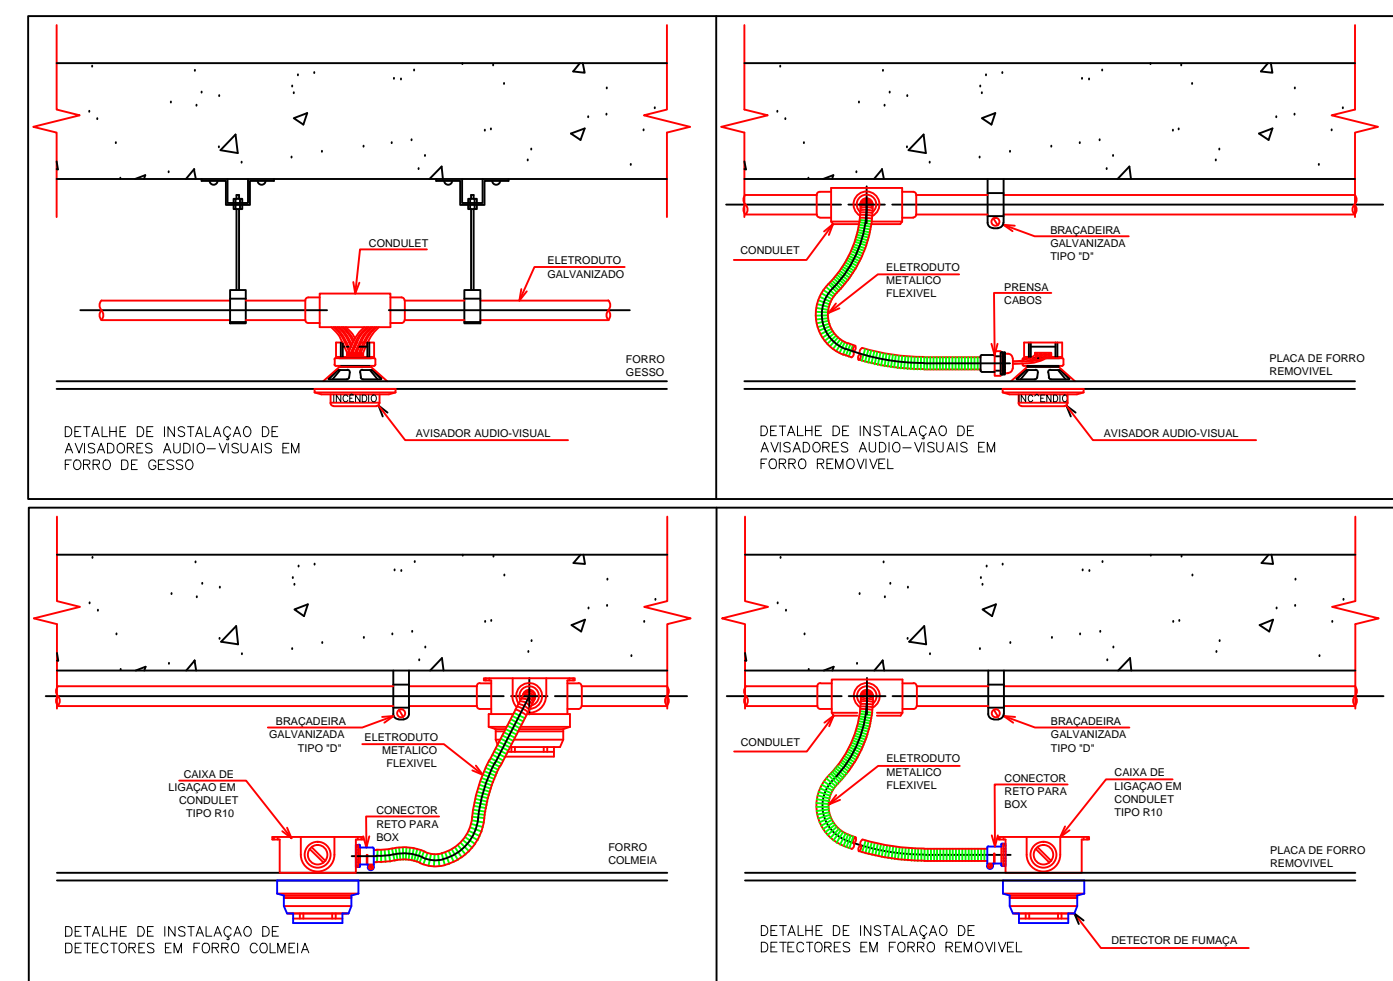 CONDULET
ELETRODUTO
GALVANIZADO
FORRO
GESSO
INCENDIO
AVISADOR AUDIO-VISUAL
DETALHE DE INSTALAÇAO DE
AVISADORES AUDIO-VISUAIS EM
FORRO DE GESSO
CONDULET
BRAÇADEIRA
GALVANIZADA
TIPO "D"
ELETRODUTO
METALICO
FLEXIVEL
PRENSA
CABOS
PLACA DE FORRO
REMOVIVEL
INCENDIO
AVISADOR AUDIO-VISUAL
DETALHE DE INSTALAÇAO DE
AVISADORES AUDIO-VISUAIS EM
FORRO REMOVIVEL
BRAÇADEIRA
GALVANIZADA
TIPO "D"
ELETRODUTO
METALICO
FLEXIVEL
CAIXA DE
LIGAÇAO EM
CONDULET
TIPO R10
CONECTOR
RETO PARA
BOX
FORRO
COLMEIA
DETALHE DE INSTALAÇAO DE
DETECTORES EM FORRO COLMEIA
CONDULET
BRAÇADEIRA
GALVANIZADA
TIPO "D"
ELETRODUTO
METALICO
FLEXIVEL
CONECTOR
RETO PARA
BOX
CAIXA DE
LIGAÇAO EM
CONDULET
TIPO R10
PLACA DE FORRO
REMOVIVEL
DETALHE DE INSTALAÇAO DE
DETECTORES EM FORRO REMOVIVEL
DETECTOR DE FUMAÇA